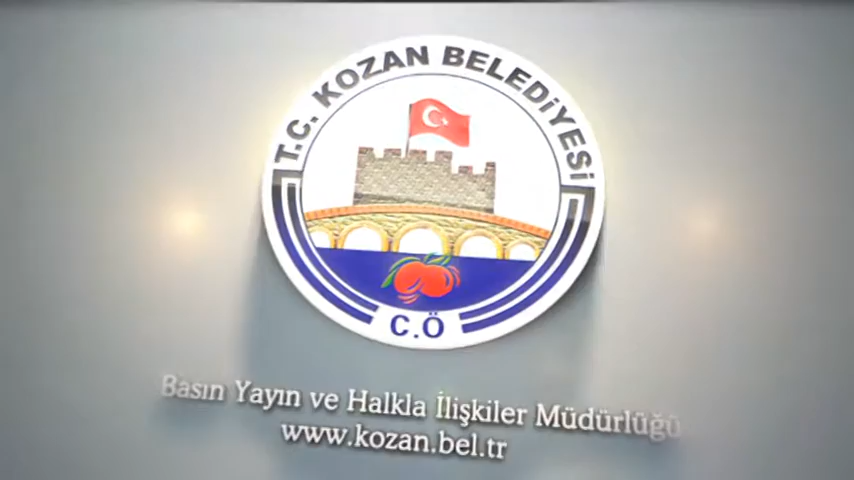 T.C. KOZAN BELEDİYESİ
C.Ö
Basın Yayın ve Halkla İlişkiler Müdürlüğü
www.kozan.bel.tr